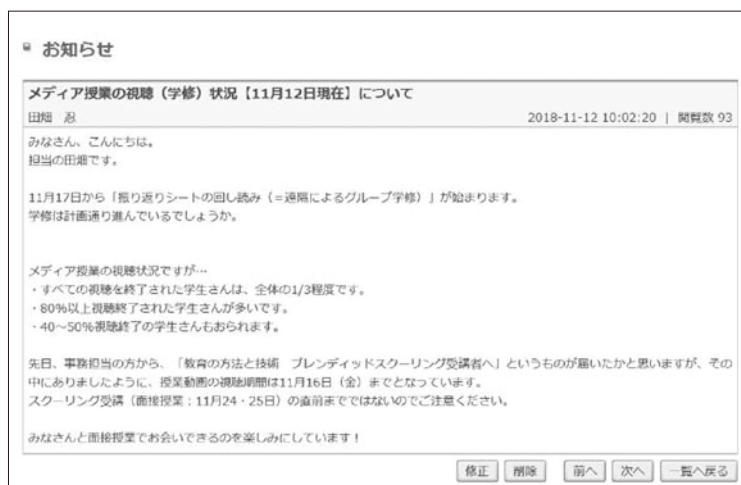 お知らせ
メディア授業の視聴（学修）状況【11月12日現在】について
田畑 忍 2018-11-12 10:02:20 | 閲覧数 93
みなさん、こんにちは。
担当の田畑です。
11月17日から「振り返りシートの回し読み（＝遠隔によるグループ学修）」が始まります。
学修は計画通り進んでいるでしょうか。
メディア授業の視聴状況ですが…
・すべての視聴を終了された学生さんは、全体の1/3程度です。
・80%以上視聴終了された学生さんが多いです。
・40～50%視聴終了の学生さんもおられます。
先日、事務担当の方から、「教育の方法と技術 ブレンディッドスクーリング受講者へ」というものが届いたかと思いますが、その
中にありましたように、授業動画の視聴期間は11月16日（金）までとなっています。
スクーリング受講（面接授業：11月24・25日）の直前までではないのでご注意ください。
みなさんと面接授業でお会いできるのを楽しみにしています！
修正 削除 前へ 次へ 一覧へ戻る